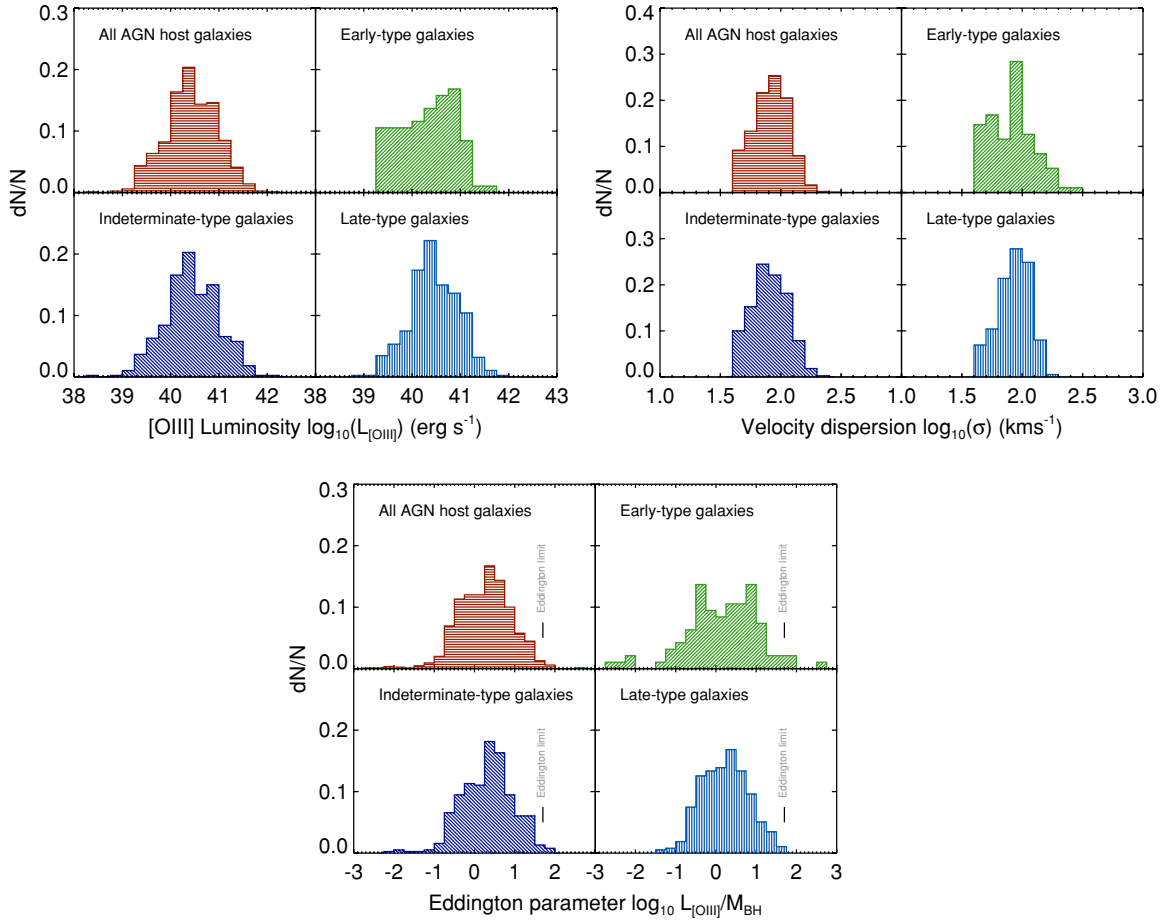 All AGN host galaxies
Early-type galaxies
Indeterminate-type galaxies
Late-type galaxies
0.3
0.2
0.1
0.0
0.2
0.1
0.0
dN/N
38 39 40 41 42 38 39 40 41 42 43
[OIII] Luminosity log10(L[OIII]) (erg s-1)
All AGN host galaxies
Early-type galaxies
Indeterminate-type galaxies
Late-type galaxies
0.4
0.3
0.2
0.1
0.0
0.3
0.2
0.1
0.0
dN/N
1.0 1.5 2.0 2.5 1.0 1.5 2.0 2.5 3.0
Velocity dispersion log10(σ) (kms-1)
All AGN host galaxies
Early-type galaxies
Indeterminate-type galaxies
Late-type galaxies
Eddington limit
Eddington limit
Eddington limit
Eddington limit
0.3
0.2
0.1
0.0
0.2
0.1
0.0
dN/N
-3 -2 -1 0 1 2 -3 -2 -1 0 1 2 3
Eddington parameter log10 L[OIII]/MBH